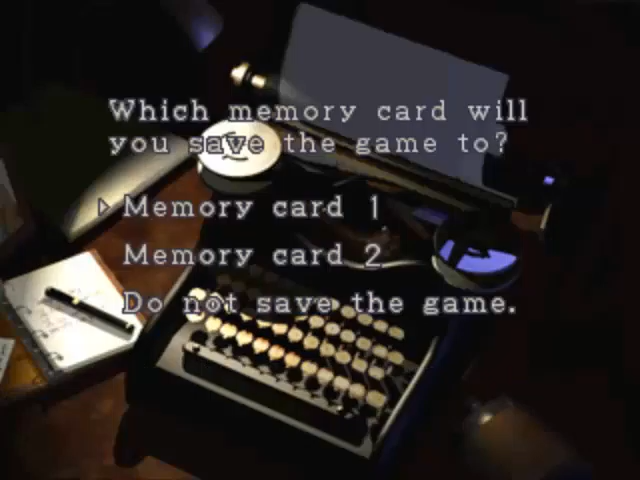 Which memory card will
you save the game to?
Memory card 1
Memory card 2
Do not save the game.